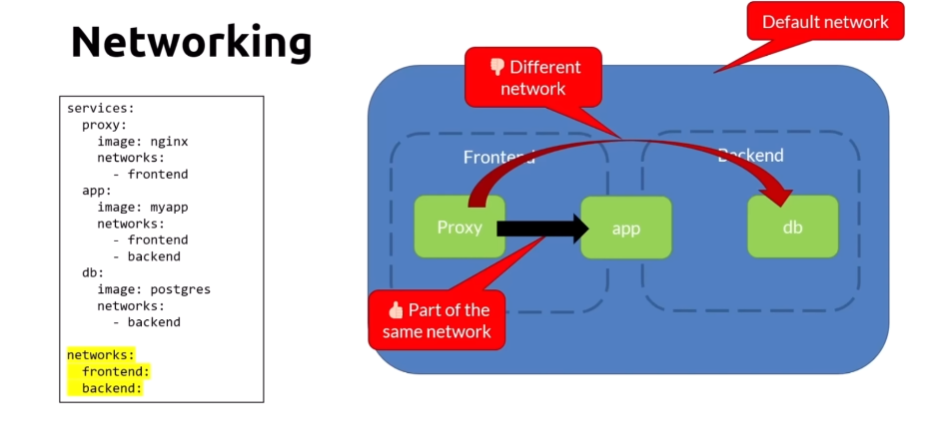 Networking
services:
  proxy:
    image: nginx
    networks:
      - frontend
  app:
    image: myapp
    networks:
      - frontend
      - backend
  db:
    image: postgres
    networks:
      - backend
networks:
  frontend:
  backend:
Default network
👎 Different
network
Frontend
Backend
Proxy
app
db
👍 Part of the
same network